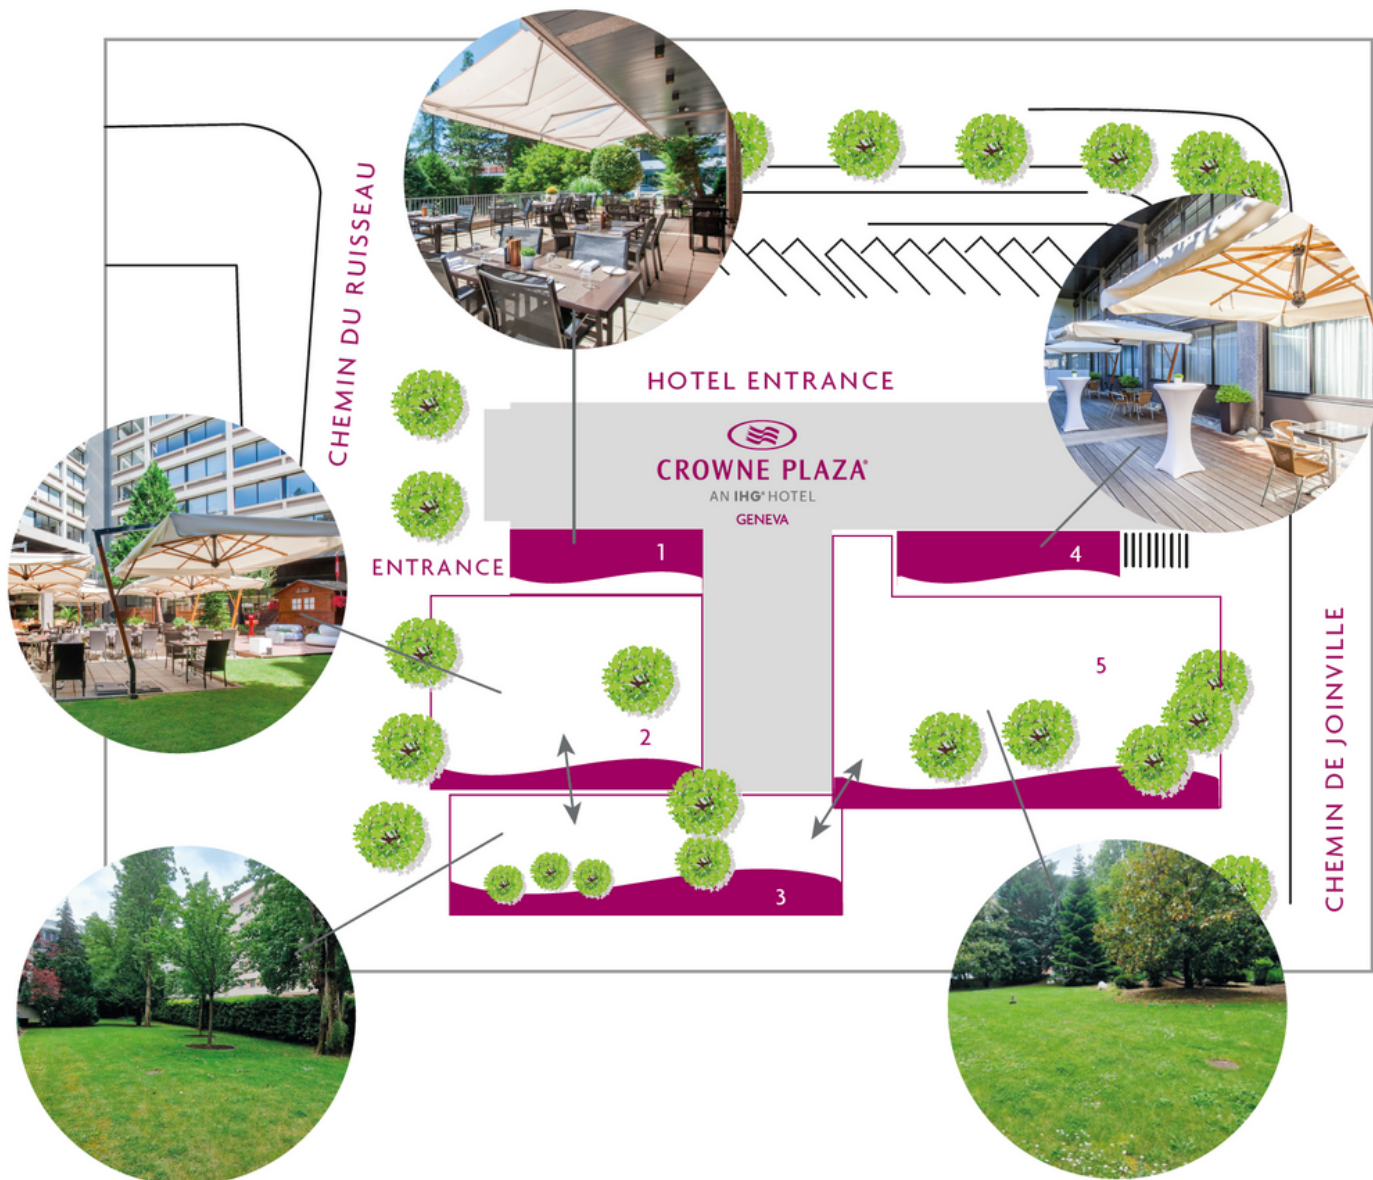 CHEMIN DU RUISSEAU
HOTEL ENTRANCE
CROWNE PLAZA®
AN IHG® HOTEL
GENEVA
ENTRANCE
1
4
2
5
3
CHEMIN DE JOINVILLE